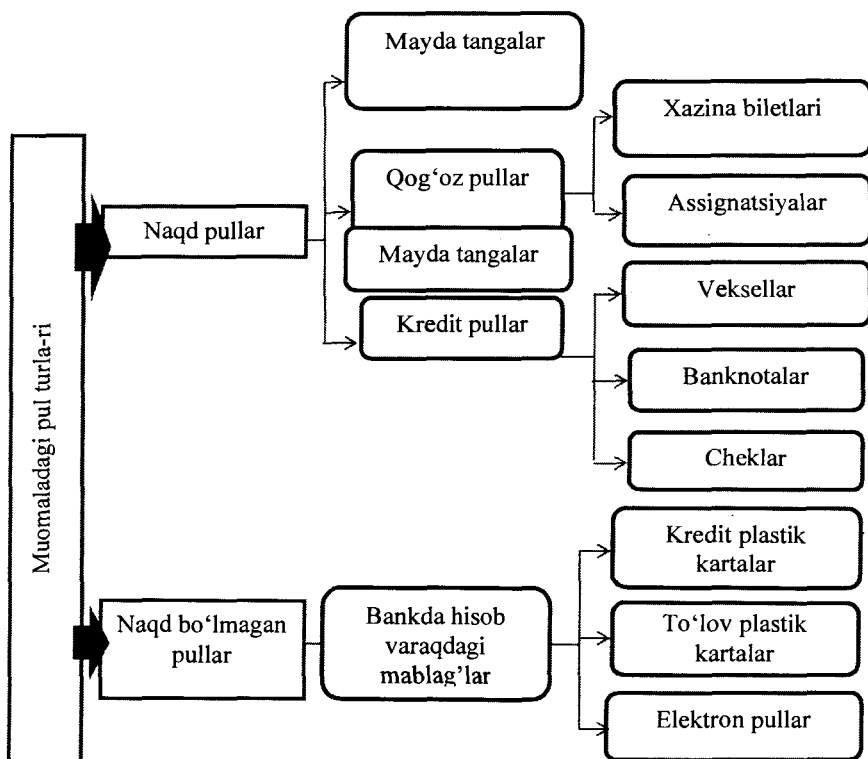 Muomaladagi pul turla-ri
Naqd pullar
Mayda tangalar
Qog‘oz pullar
Mayda tangalar
Kredit pullar
Xazina biletlari
Assignatsiyalar
Veksellar
Banknotalar
Cheklar
Naqd bo‘lmagan
pullar
Bankda hisob
varaqdagi
mablag’lar
Kredit plastik
kartalar
To‘lov plastik
kartalar
Elektron pullar